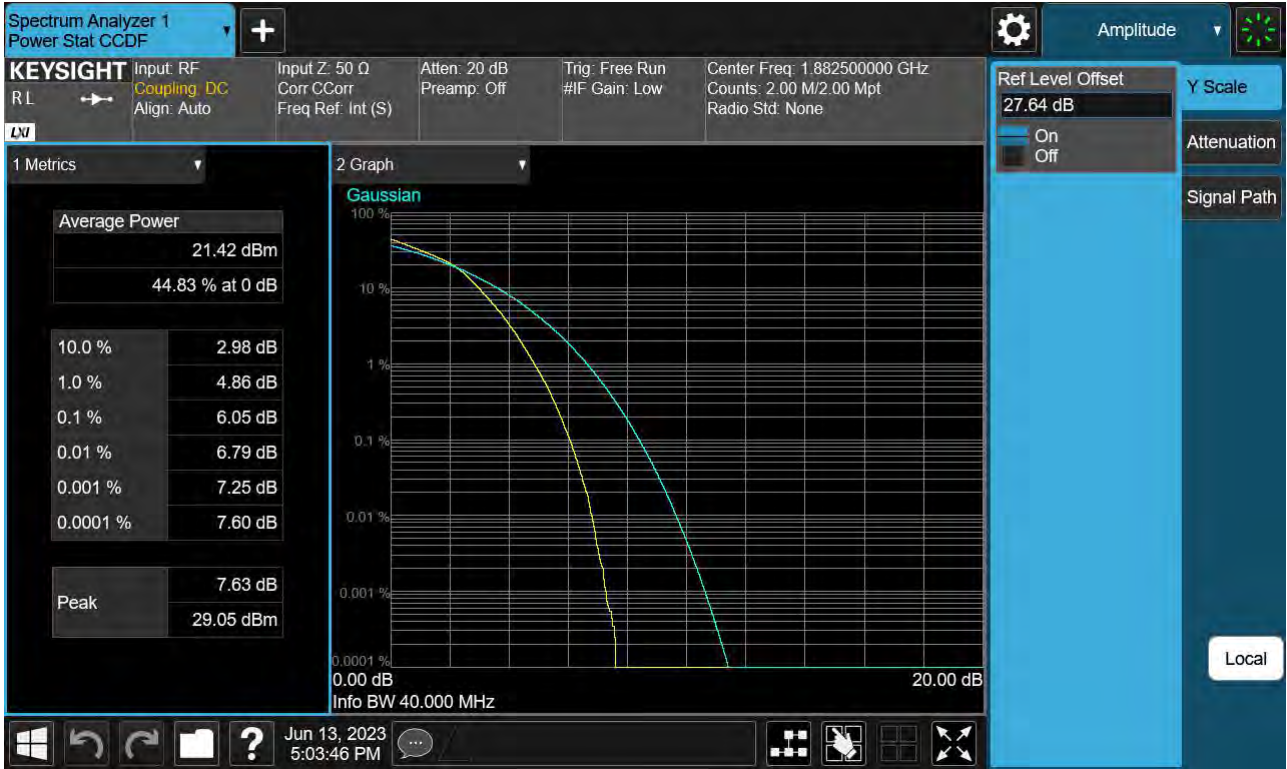 Spectrum Analyzer 1
Power Stat CCDF
Amplitude
KEYSIGHT
R L
LXI
Input: RF
Coupling: DC
Align: Auto
Input Z: 50 Ω
Corr CCorr
Freq Ref: Int (S)
Atten: 20 dB
Preamp: Off
Trig: Free Run
#IF Gain: Low
Center Freq: 1.882500000 GHz
Counts: 2.00 M/2.00 Mpt
Radio Std: None
Ref Level Offset
27.64 dB
On
Off
Y Scale
Attenuation
Signal Path
Local
1 Metrics
Average Power
21.42 dBm
44.83 % at 0 dB
10.0 % 2.98 dB
1.0 % 4.86 dB
0.1 % 6.05 dB
0.01 % 6.79 dB
0.001 % 7.25 dB
0.0001 % 7.60 dB
Peak
7.63 dB
29.05 dBm
2 Graph
Gaussian
100 %
10 %
1 %
0.1 %
0.01 %
0.001 %
0.0001 %
0.00 dB 20.00 dB
Info BW 40.000 MHz
?
Jun 13, 2023
5:03:46 PM